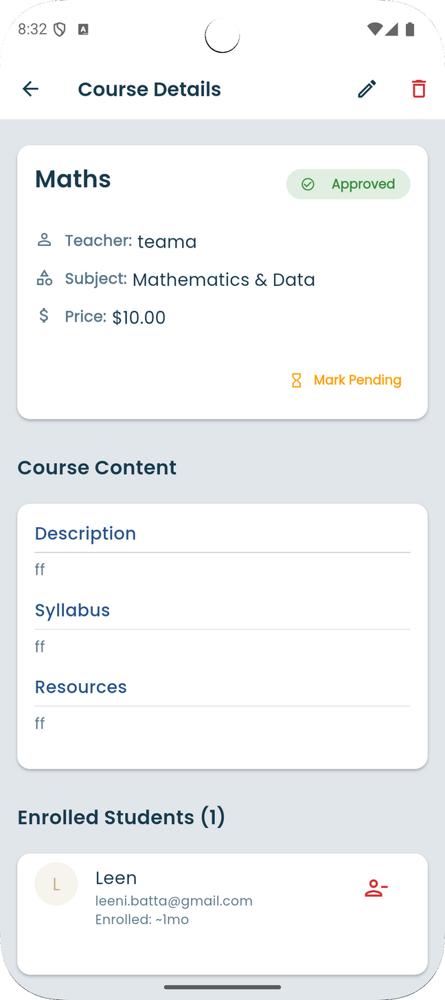 8:32
A
Course Details
Maths
Approved
Teacher: teama
Subject: Mathematics & Data
Price: $10.00
Mark Pending
Course Content
Description
ff
Syllabus
ff
Resources
ff
Enrolled Students (1)
L
Leen
leeni.batta@gmail.com
Enrolled: ~1mo